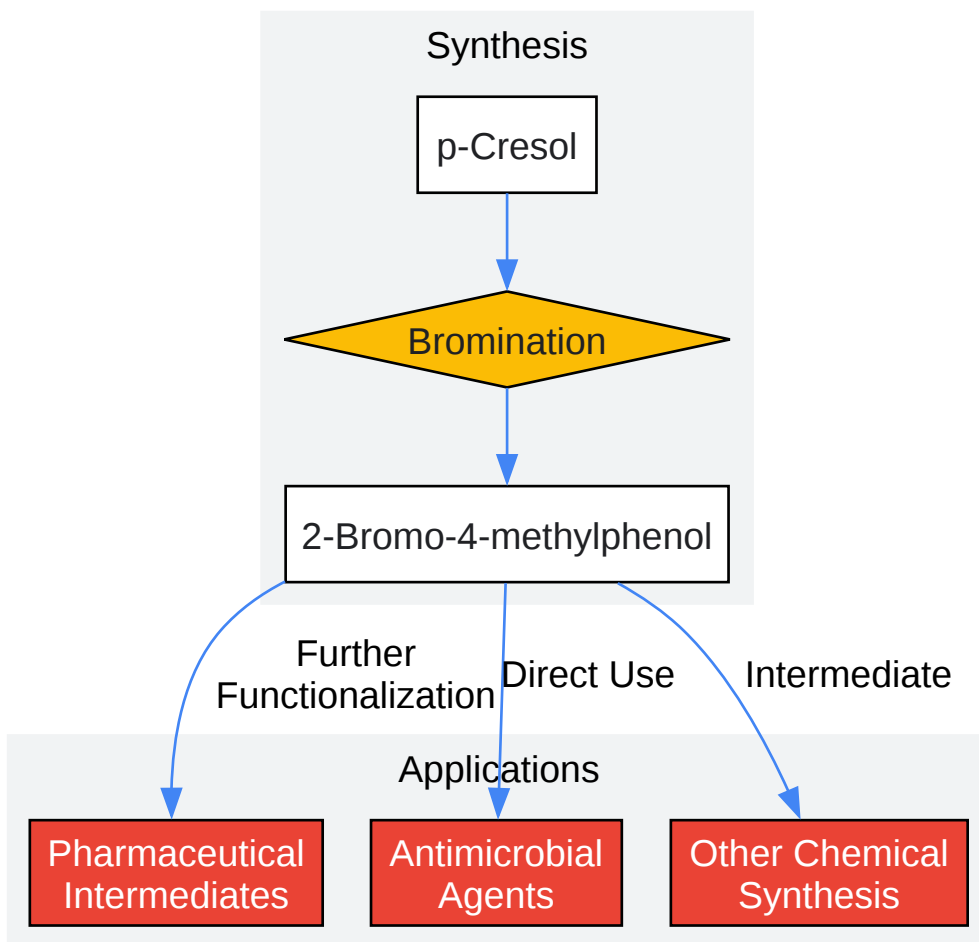 Synthesis
p-Cresol
Bromination
2-Bromo-4-methylphenol
Further
Functionalization
Direct Use
Intermediate
Applications
Pharmaceutical
Intermediates
Antimicrobial
Agents
Other Chemical
Synthesis